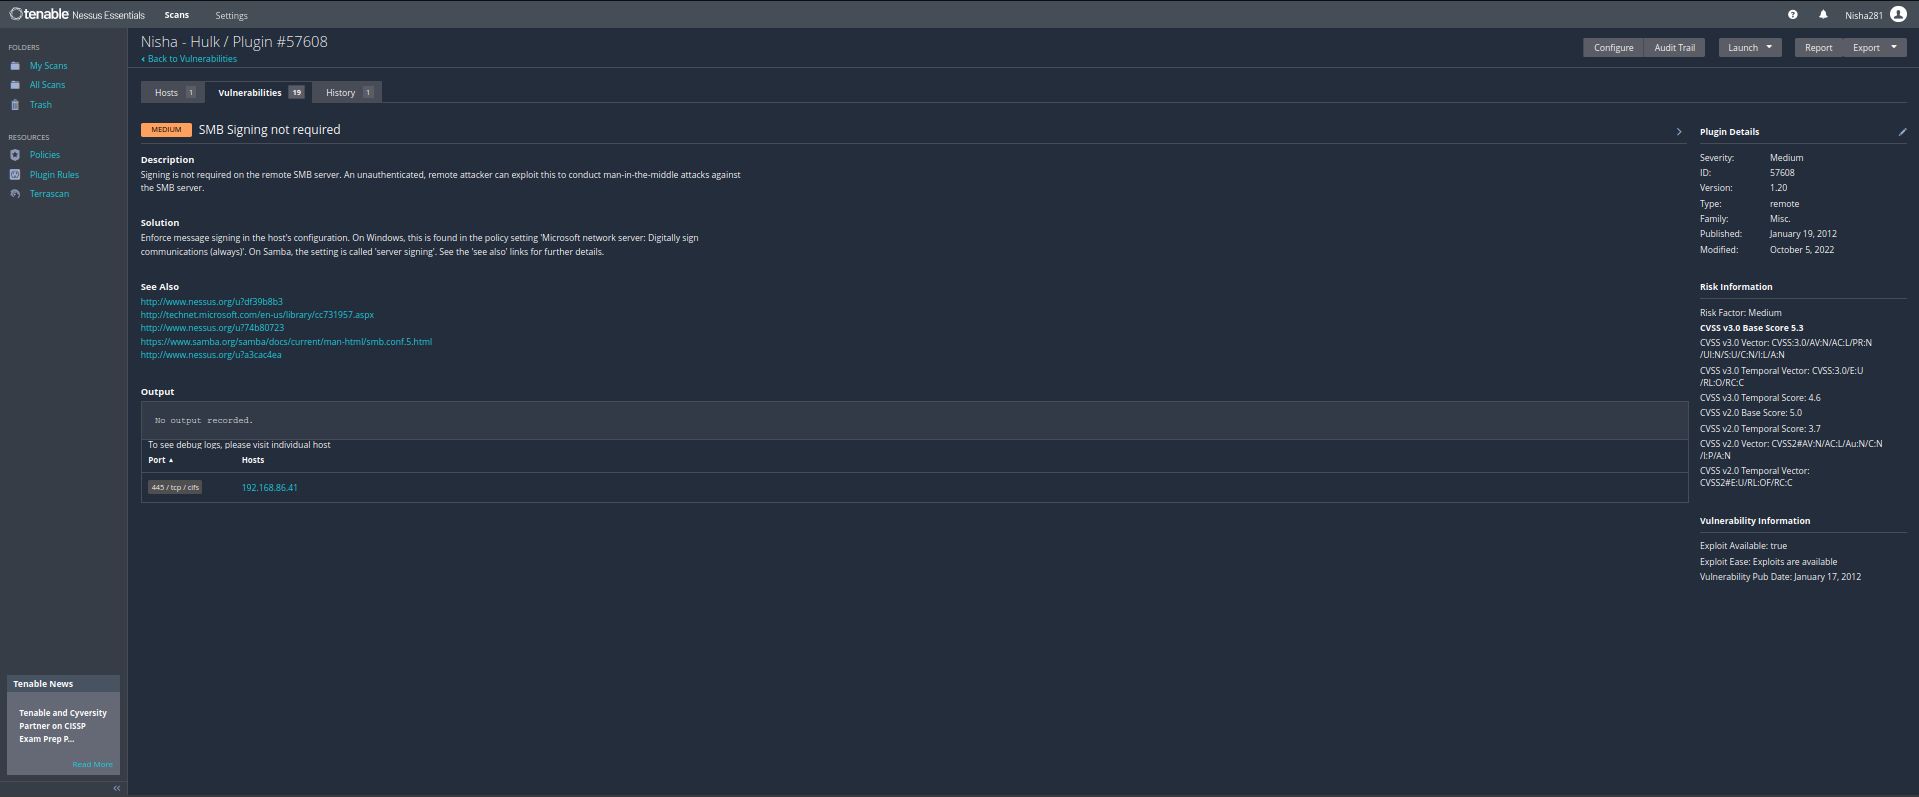 tenable Nessus Essentials Scans Settings Nisha281
FOLDERS
My Scans
All Scans
Trash
RESOURCES
Policies
Plugin Rules
Terrascan
Tenable News
Tenable and Cyversity
Partner on CISSP
Exam Prep P...
Read More
Nisha - Hulk / Plugin #57608
‹ Back to Vulnerabilities
Configure Audit Trail Launch Report Export
Hosts 1 Vulnerabilities 19 History 1
MEDIUM SMB Signing not required
Description
Signing is not required on the remote SMB server. An unauthenticated, remote attacker can exploit this to conduct man-in-the-middle attacks against
the SMB server.
Solution
Enforce message signing in the host's configuration. On Windows, this is found in the policy setting 'Microsoft network server: Digitally sign
communications (always)'. On Samba, the setting is called 'server signing'. See the 'see also' links for further details.
See Also
http://www.nessus.org/u?df39b8b3
http://technet.microsoft.com/en-us/library/cc731957.aspx
http://www.nessus.org/u?74b80723
https://www.samba.org/samba/docs/current/man-html/smb.conf.5.html
http://www.nessus.org/u?a3cac4ea
Output
No output recorded.
To see debug logs, please visit individual host
Port ▲ Hosts
445 / tcp / cifs 192.168.86.41
Plugin Details
Severity: Medium
ID: 57608
Version: 1.20
Type: remote
Family: Misc.
Published: January 19, 2012
Modified: October 5, 2022
Risk Information
Risk Factor: Medium
CVSS v3.0 Base Score 5.3
CVSS v3.0 Vector: CVSS:3.0/AV:N/AC:L/PR:N
/UI:N/S:U/C:N/I:L/A:N
CVSS v3.0 Temporal Vector: CVSS:3.0/E:U
/RL:O/RC:C
CVSS v3.0 Temporal Score: 4.6
CVSS v2.0 Base Score: 5.0
CVSS v2.0 Temporal Score: 3.7
CVSS v2.0 Vector: CVSS2#AV:N/AC:L/Au:N/C:N
/I:P/A:N
CVSS v2.0 Temporal Vector:
CVSS2#E:U/RL:OF/RC:C
Vulnerability Information
Exploit Available: true
Exploit Ease: Exploits are available
Vulnerability Pub Date: January 17, 2012